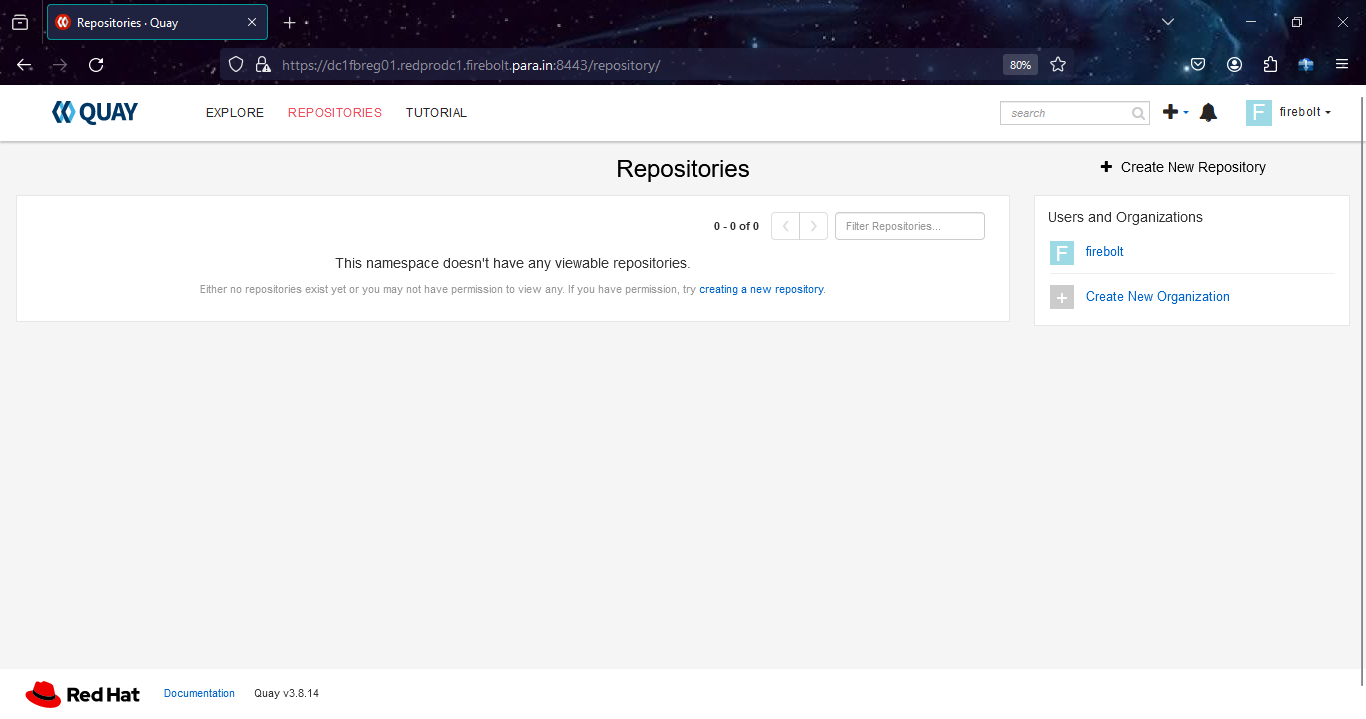 Repositories · Quay
https://dc1fbreg01.redprodc1.firebolt.para.in:8443/repository/
80%
QUAY
EXPLORE
REPOSITORIES
TUTORIAL
search
F
firebolt
Repositories
Create New Repository
0 - 0 of 0
Filter Repositories...
This namespace doesn't have any viewable repositories.
Either no repositories exist yet or you may not have permission to view any. If you have permission, try creating a new repository.
Users and Organizations
F
firebolt
Create New Organization
Red Hat
Documentation
Quay v3.8.14